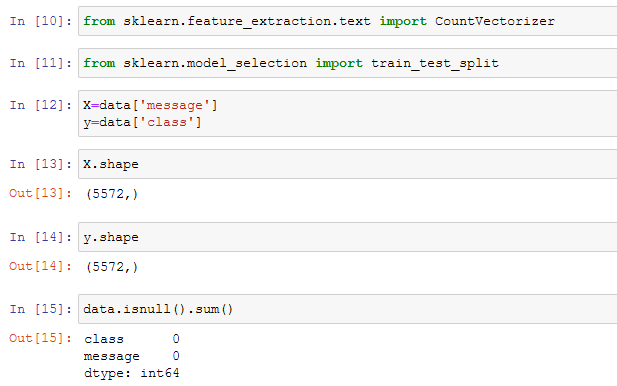 In [10]: from sklearn.feature_extraction.text import CountVectorizer
In [11]: from sklearn.model_selection import train_test_split
In [12]: X=data['message']
y=data['class']
In [13]: X.shape
Out[13]: (5572,)
In [14]: y.shape
Out[14]: (5572,)
In [15]: data.isnull().sum()
Out[15]: class      0
message    0
dtype: int64